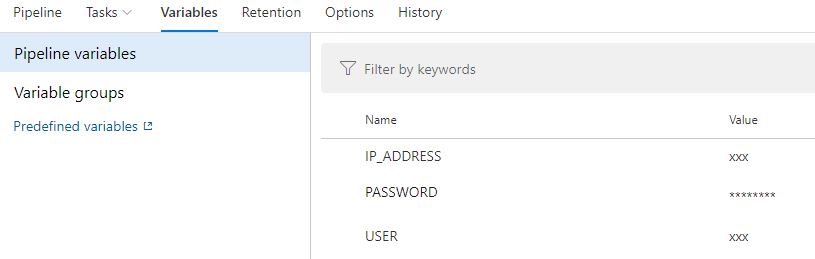 Pipeline Tasks Variables Retention Options History
Pipeline variables
Variable groups
Predefined variables
Filter by keywords
Name Value
IP_ADDRESS xxx
PASSWORD ********
USER xxx